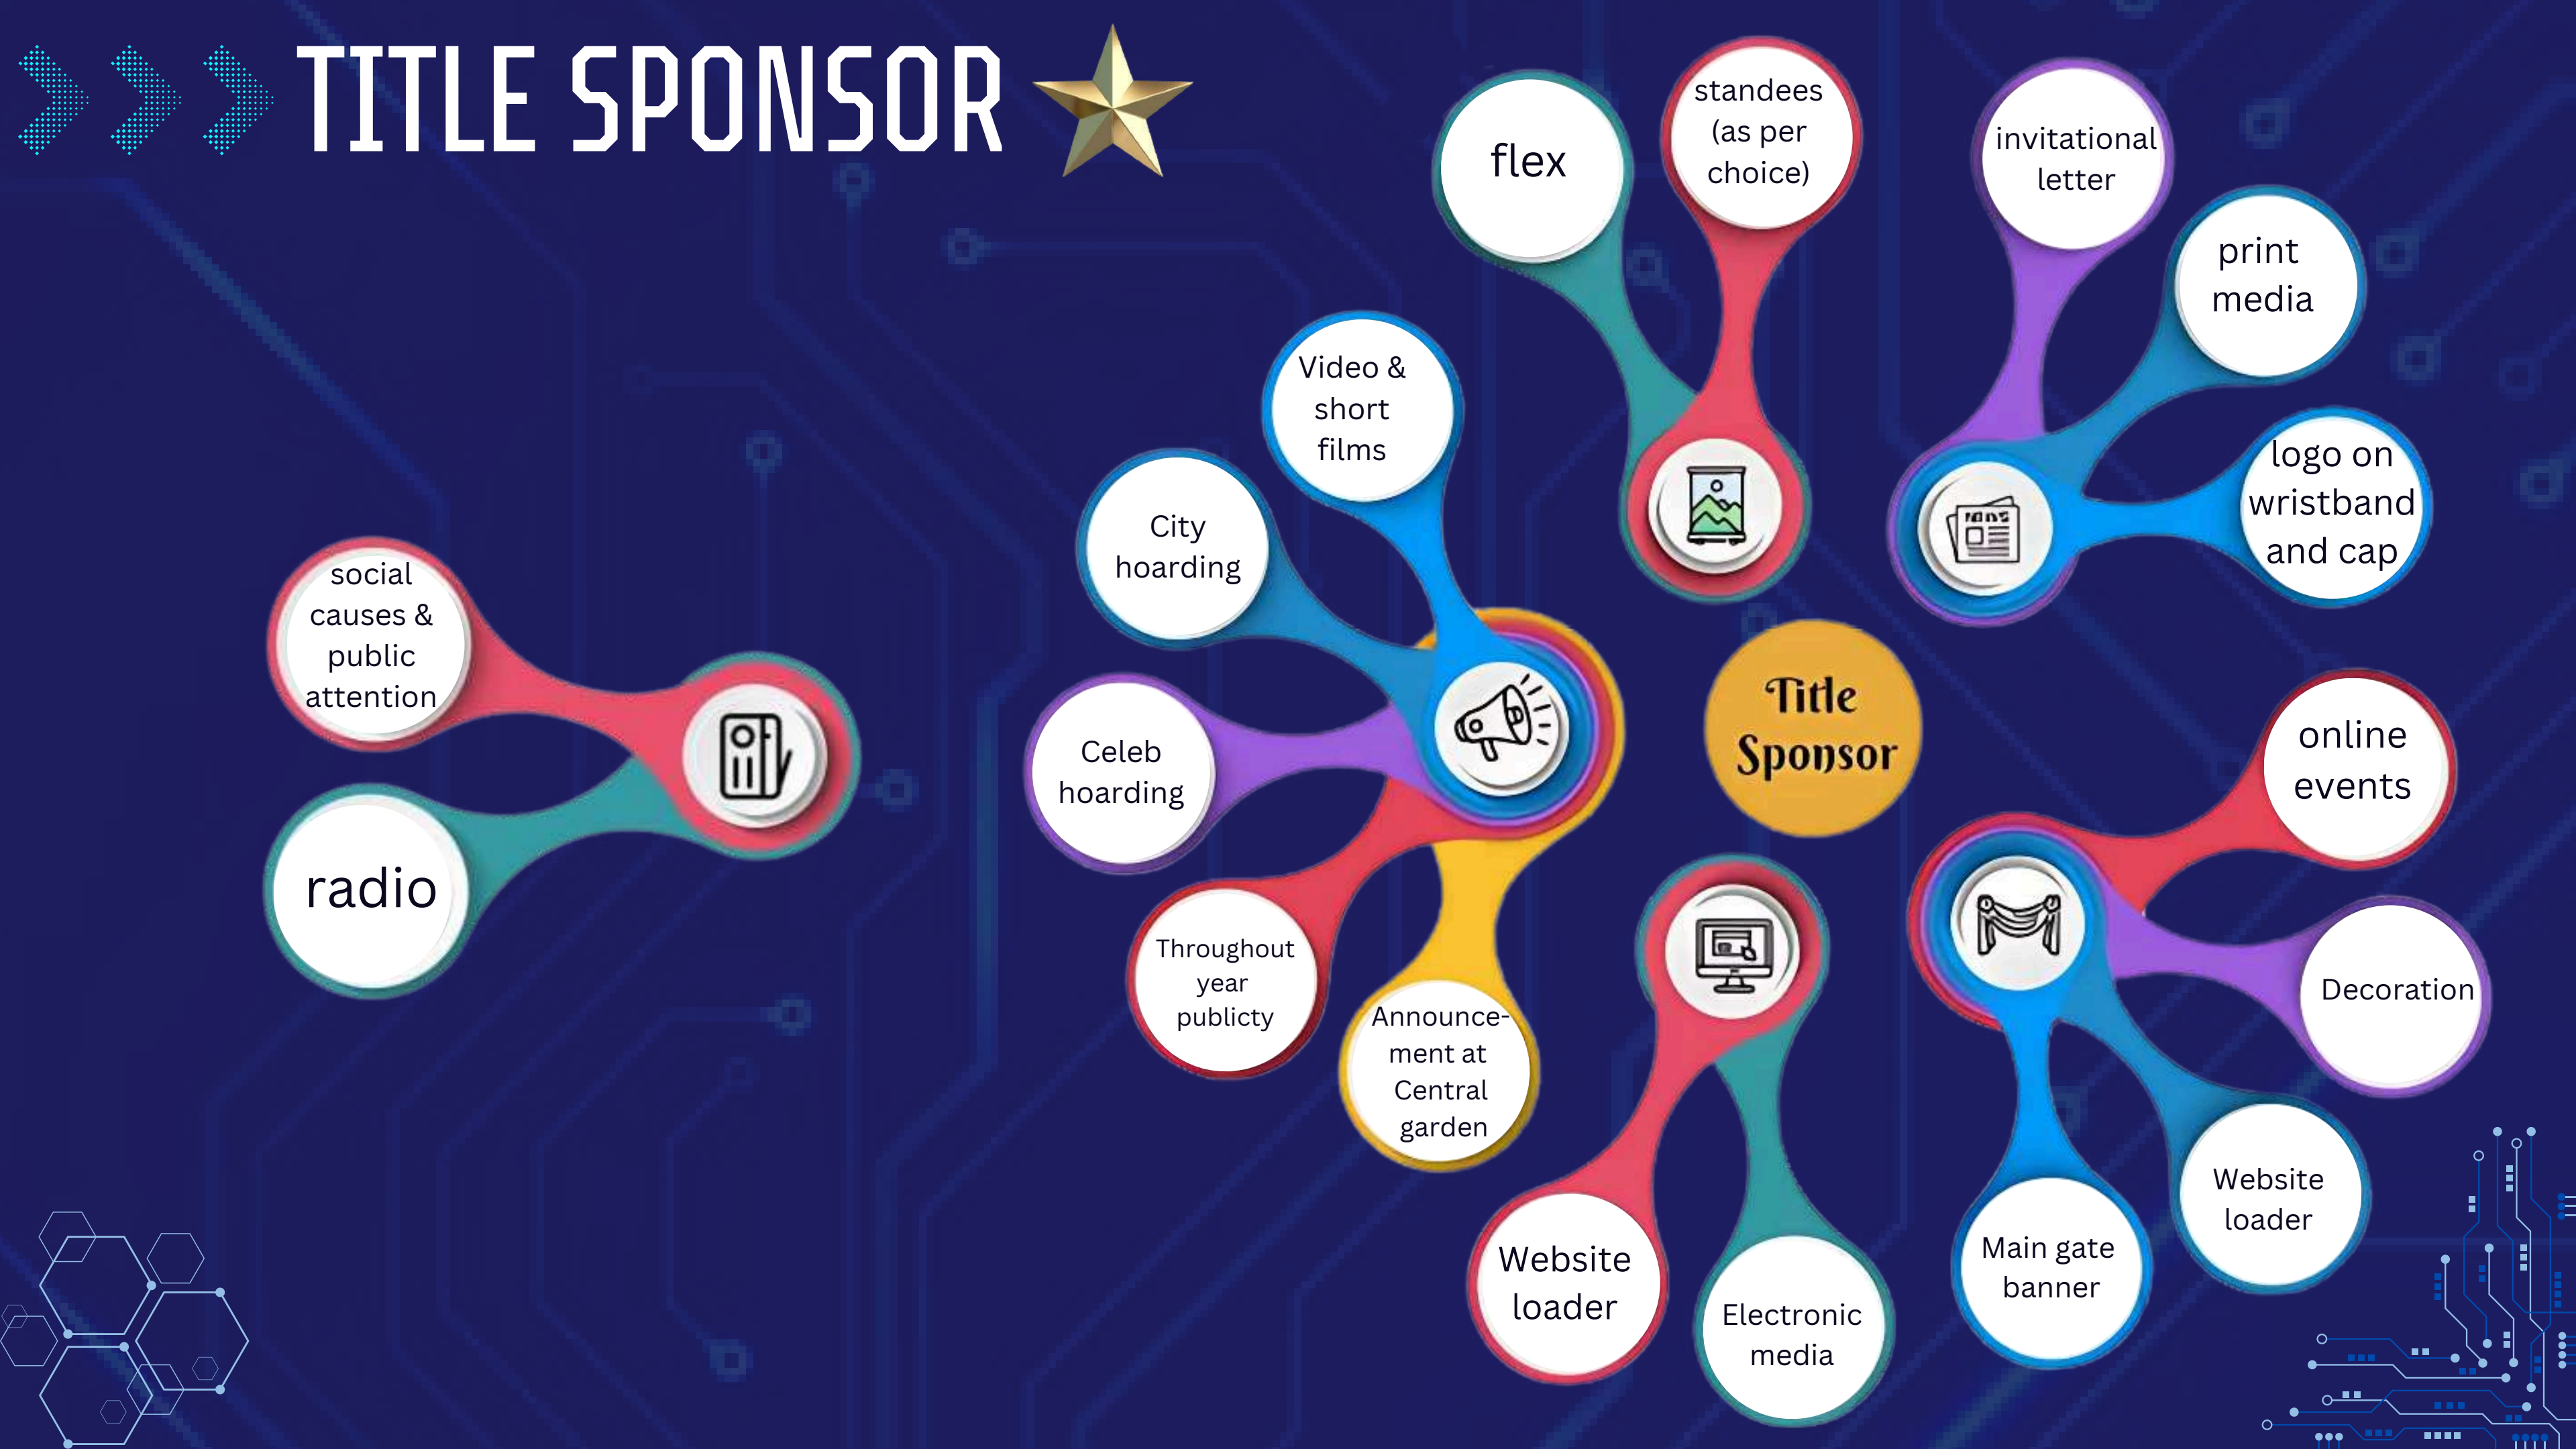 TITLE SPONSOR
flex
standees
(as per
choice)
invitational
letter
print
media
logo on
wristband
and cap
NEWS
Video &
short
films
City
hoarding
Celeb
hoarding
Throughout
year
publicty
Announce-
ment at
Central
garden
social
causes &
public
attention
radio
Title
Sponsor
online
events
Decoration
Website
loader
Main gate
banner
Website
loader
Electronic
media